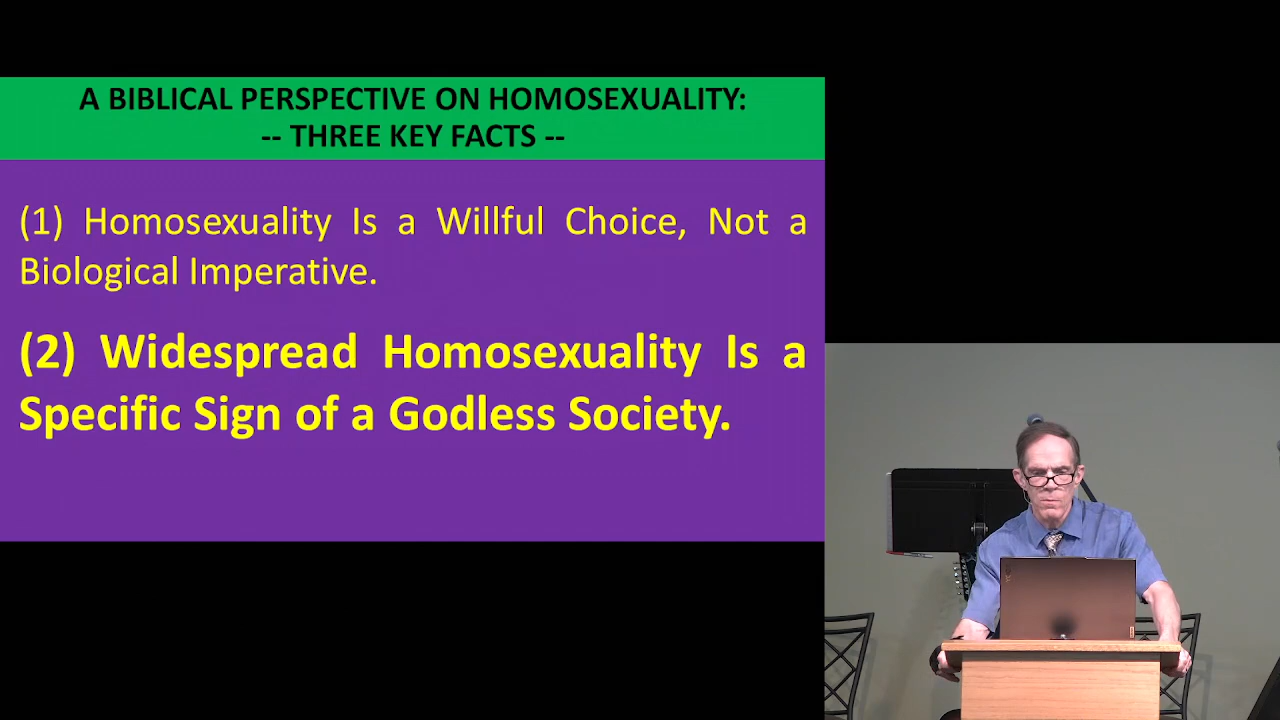 A BIBLICAL PERSPECTIVE ON HOMOSEXUALITY:
-- THREE KEY FACTS --
(1) Homosexuality Is a Willful Choice, Not a
Biological Imperative.
(2) Widespread Homosexuality Is a
Specific Sign of a Godless Society.